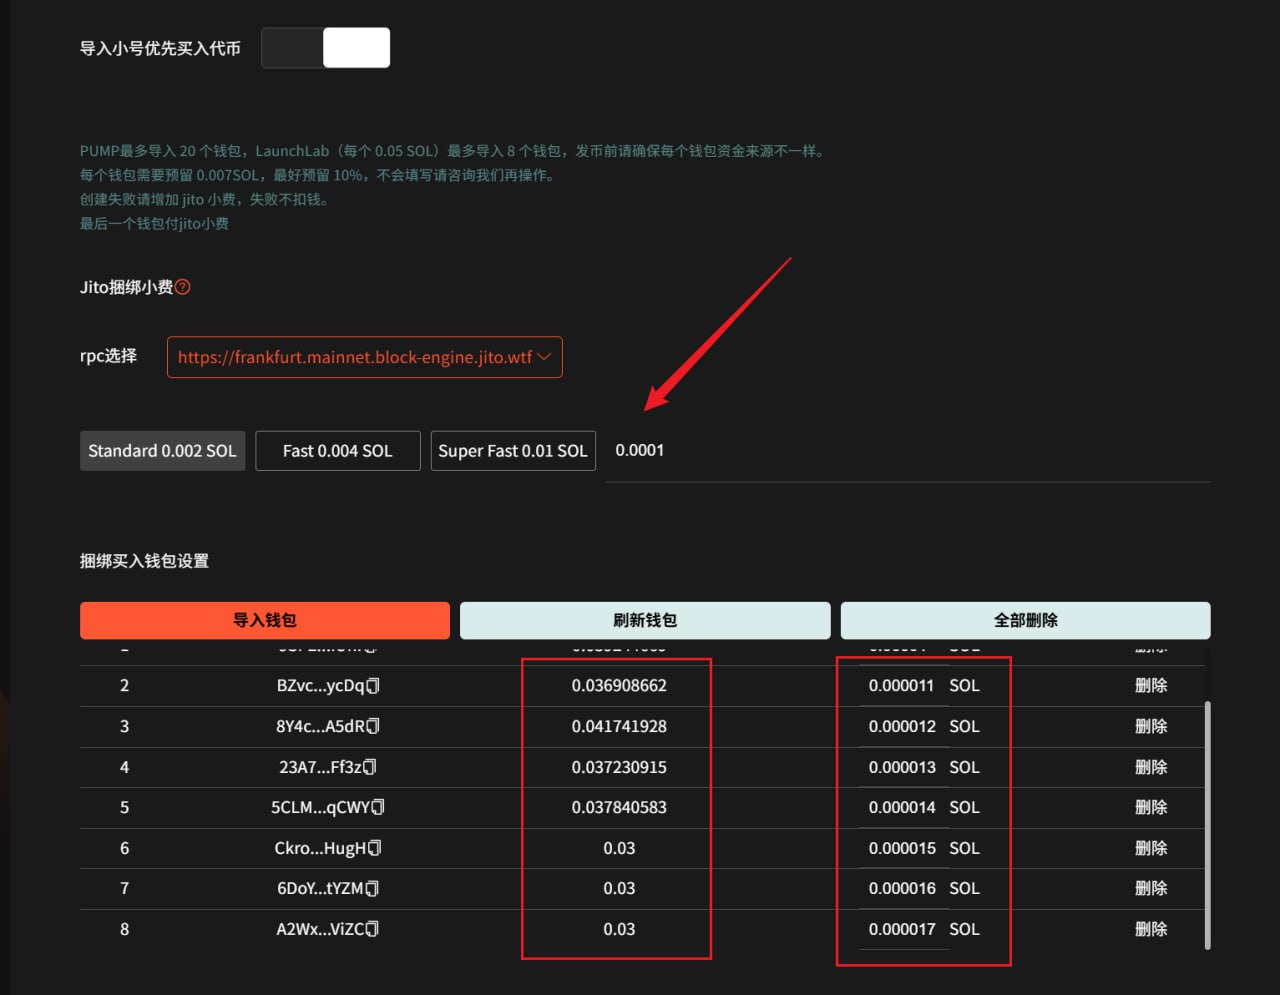 导入小号优先买入代币
PUMP最多导入 20 个钱包，LaunchLab（每个 0.05 SOL）最多导入 8 个钱包，发币前请确保每个钱包资金来源不一样。
每个钱包需要预留 0.007SOL，最好预留 10%，不会填写请咨询我们再操作。
创建失败请增加 jito 小费，失败不扣钱。
最后一个钱包付jito小费
Jito捆绑小费?
rpc选择 https://frankfurt.mainnet.block-engine.jito.wtf
Standard 0.002 SOL Fast 0.004 SOL Super Fast 0.01 SOL 0.0001
捆绑买入钱包设置
导入钱包 刷新钱包 全部删除
2 BZvc...ycDq 0.036908662 0.000011 SOL 删除
3 8Y4c...A5dR 0.041741928 0.000012 SOL 删除
4 23A7...Ff3z 0.037230915 0.000013 SOL 删除
5 5CLM...qCWY 0.037840583 0.000014 SOL 删除
6 Ckro...HugH 0.03 0.000015 SOL 删除
7 6DoY...tYZM 0.03 0.000016 SOL 删除
8 A2Wx...ViZC 0.03 0.000017 SOL 删除